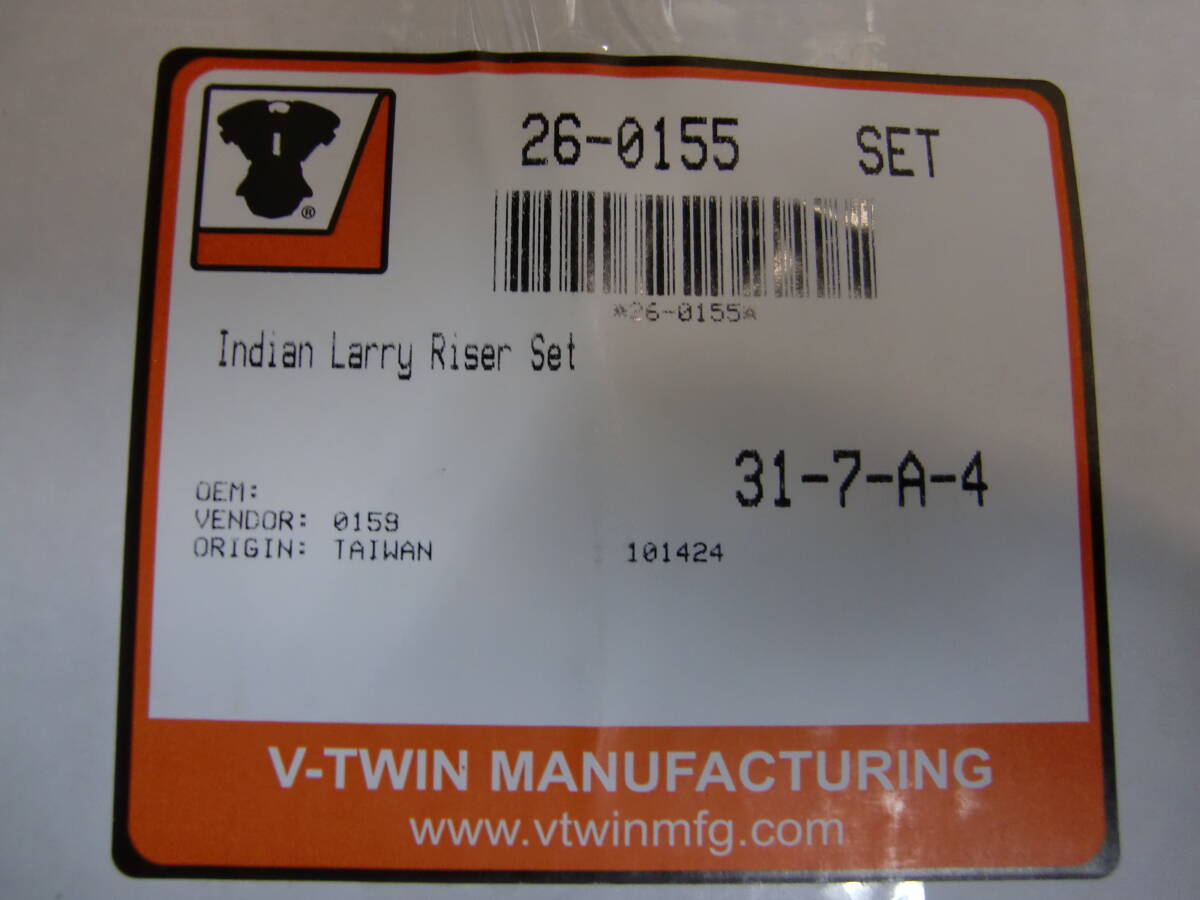 26-0155 SET
®
*26-0155*
Indian Larry Riser Set
31-7-A-4
OEM:
VENDOR: 0159
ORIGIN: TAIWAN 101424
V-TWIN MANUFACTURING
www.vtwinmfg.com